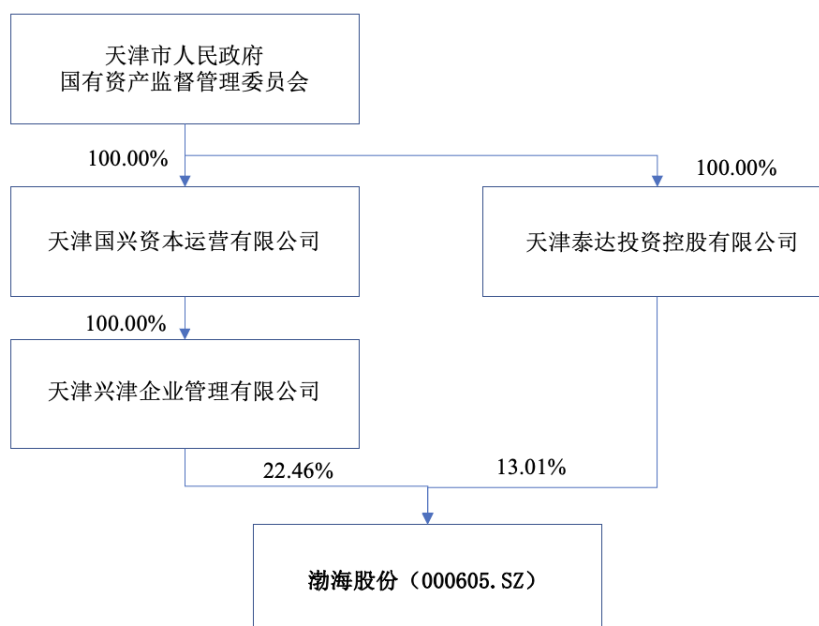 天津市人民政府
国有资产监督管理委员会
100.00%
100.00%
天津国兴资本运营有限公司
天津泰达投资控股有限公司
100.00%
天津兴津企业管理有限公司
22.46%
13.01%
渤海股份（000605.SZ）